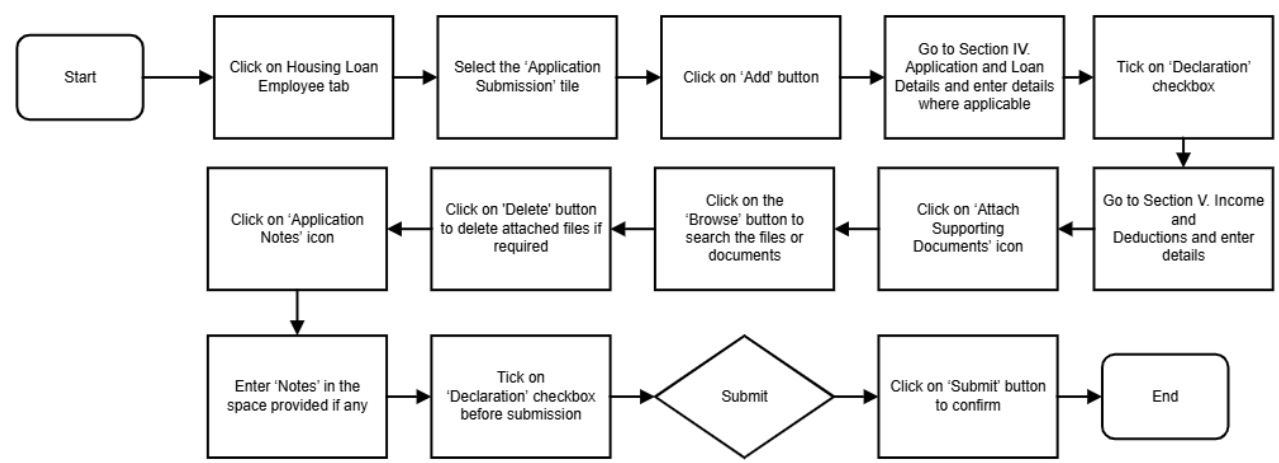 Start
Click on Housing Loan
Employee tab
Select the ‘Application
Submission’ tile
Click on ‘Add’ button
Go to Section IV.
Application and Loan
Details and enter details
where applicable
Tick on ‘Declaration’
checkbox
Go to Section V. Income
and
Deductions and enter
details
Click on ‘Attach
Supporting
Documents’ icon
Click on the
‘Browse’ button to
search the files or
documents
Click on 'Delete' button
to delete attached files if
required
Click on ‘Application
Notes’ icon
Enter ‘Notes’ in the
space provided if any
Tick on
‘Declaration’ checkbox
before submission
Submit
Click on ‘Submit’ button
to confirm
End